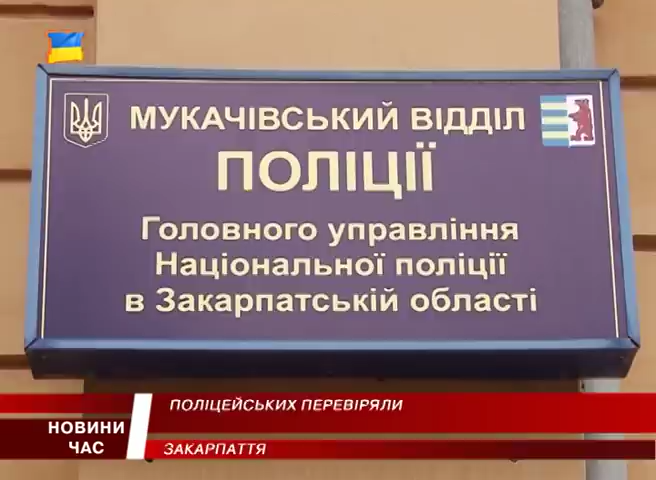 МУКАЧІВСЬКИЙ ВІДДІЛ
ПОЛІЦІЇ
Головного управління
Національної поліції
в Закарпатській області
ПОЛІЦЕЙСЬКИХ ПЕРЕВІРЯЛИ
НОВИНИ
ЧАС
ЗАКАРПАТТЯ